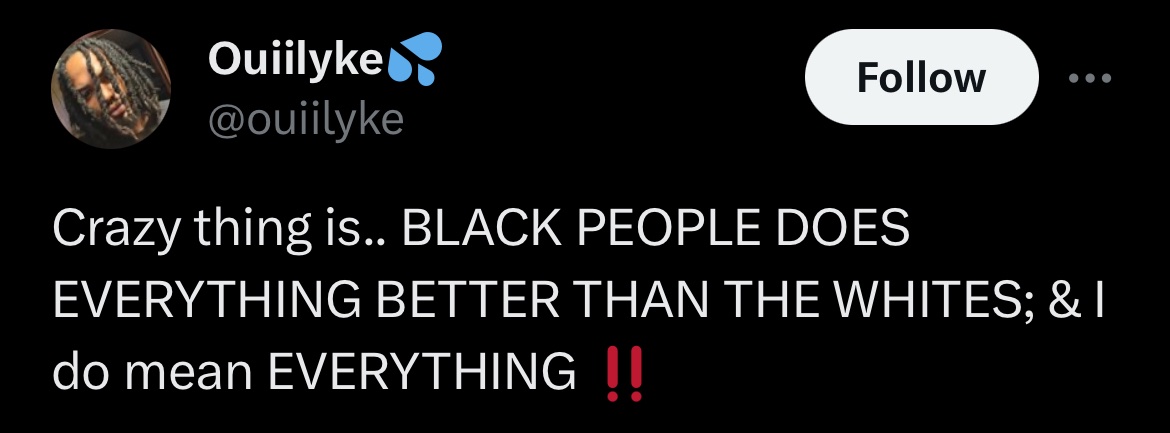 Ouiilyke💦
@ouiilyke
Follow
Crazy thing is.. BLACK PEOPLE DOES
EVERYTHING BETTER THAN THE WHITES; & I
do mean EVERYTHING ‼️